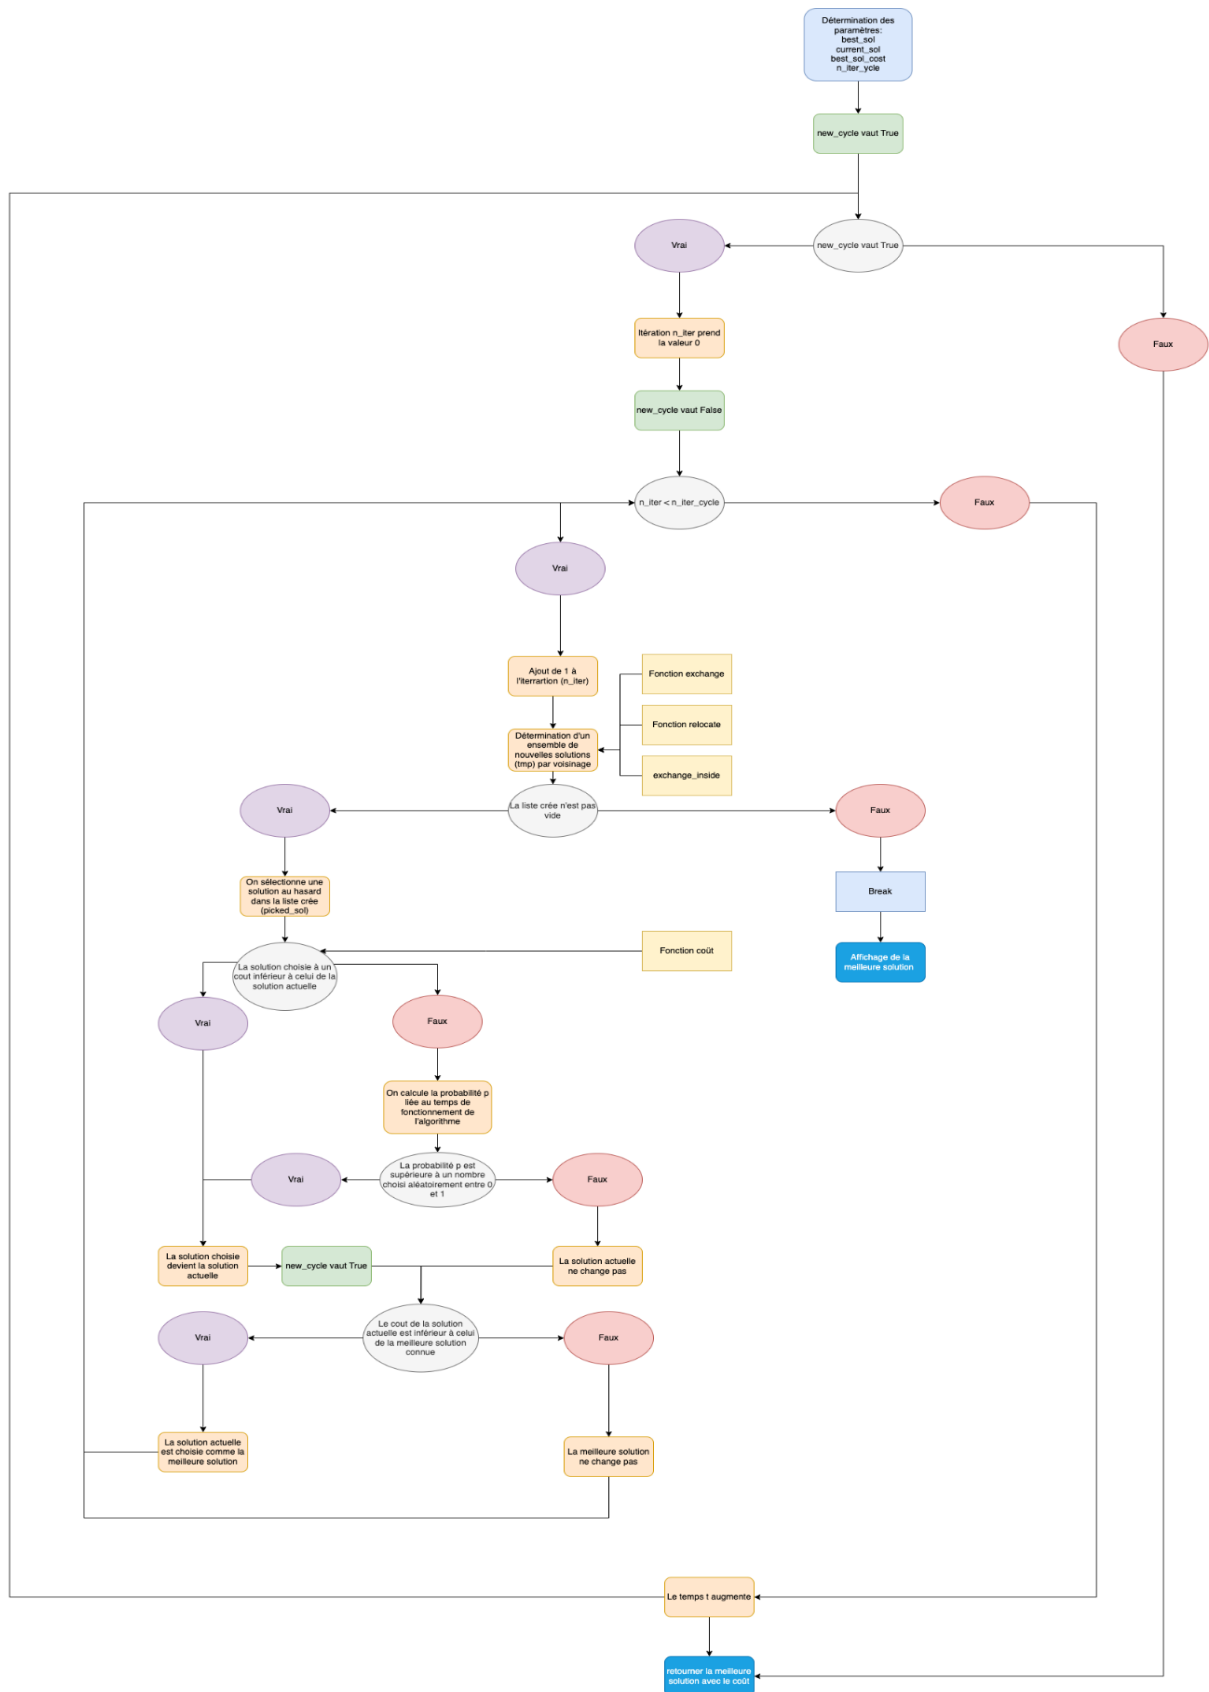 Détermination des
paramètres:
best_sol
current_sol
best_sol_cost
n_iter_ycle
new_cycle vaut True
Vrai
new_cycle vaut True
Itération n_iter prend
la valeur 0
Faux
new_cycle vaut False
n_iter < n_iter_cycle
Faux
Vrai
Ajout de 1 à
l'iterrartion (n_iter)
Fonction exchange
Fonction relocate
Détermination d'un
ensemble de
nouvelles solutions
(tmp) par voisinage
exchange_inside
Vrai
La liste crée n'est pas
vide
Faux
On sélectionne une
solution au hasard
dans la liste crée
(picked_sol)
Break
Fonction coût
Affichage de la
meilleure solution
La solution choisie à un
cout inférieur à celui de la
solution actuelle
Vrai
Faux
On calcule la probabilité p
liée au temps de
fonctionnement de
l'algorithme
Vrai
La probabilité p est
supérieure à un nombre
choisi aléatoirement entre 0
et 1
Faux
La solution choisie
devient la solution
actuelle
new_cycle vaut True
La solution actuelle
ne change pas
Vrai
Le cout de la solution
actuelle est inférieur à celui
de la meilleure solution
connue
Faux
La solution actuelle
est choisie comme la
meilleure solution
La meilleure solution
ne change pas
Le temps t augmente
retourner la meilleure
solution avec le coût